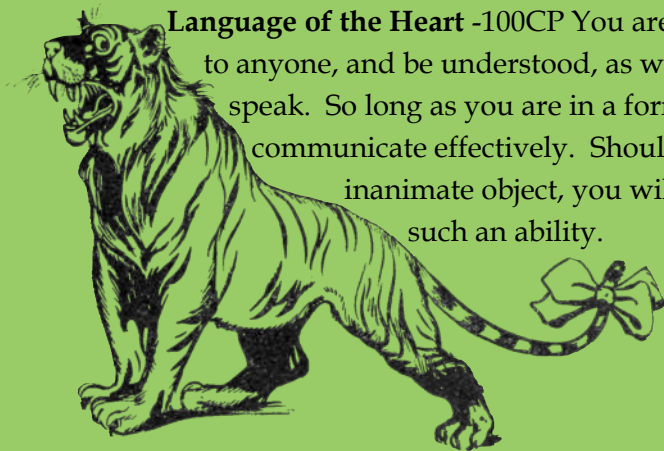 Language of the Heart -100CP You are
to anyone, and be understood, as w
speak. So long as you are in a for
communicate effectively. Shoul
inanimate object, you wil
such an ability.